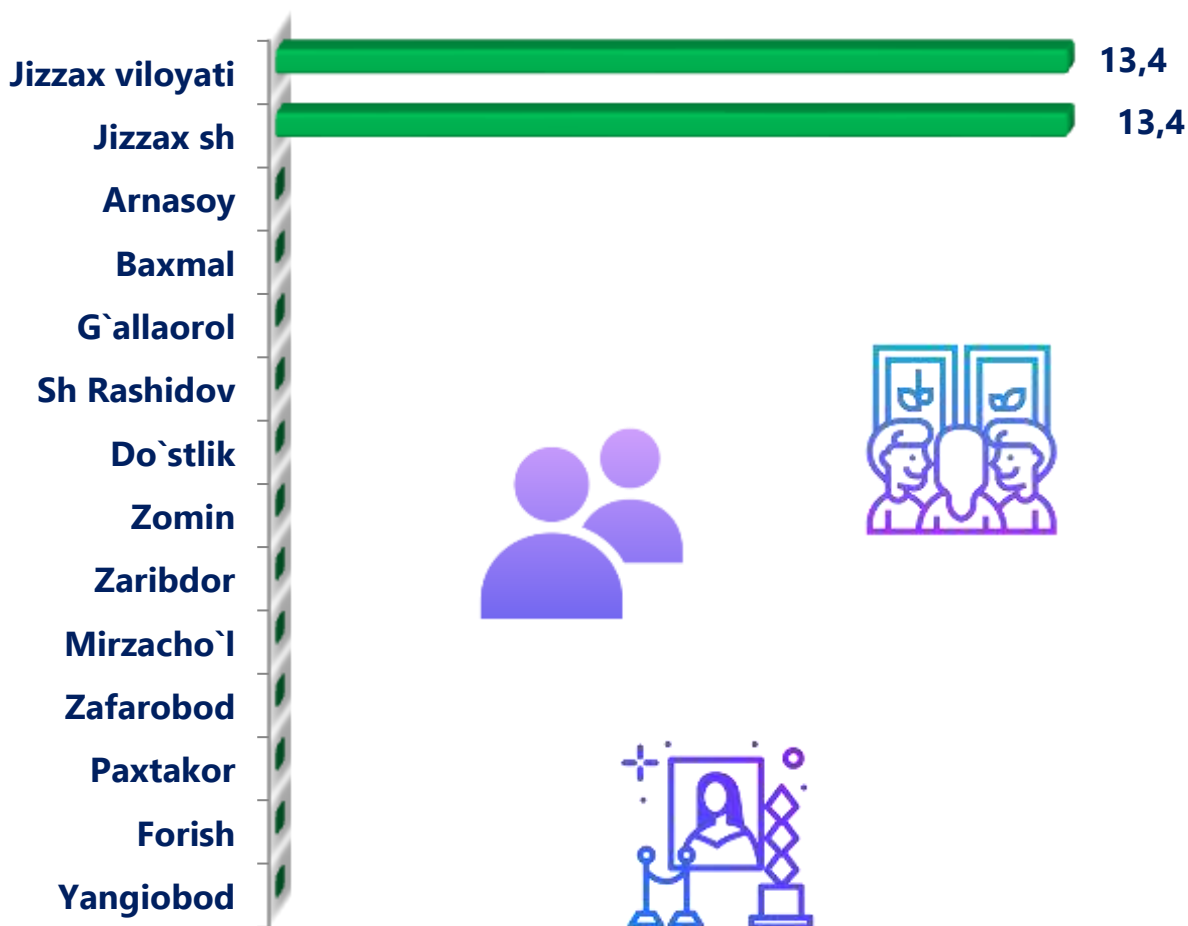 Jizzax viloyati 13,4
Jizzax sh 13,4
Arnasoy
Baxmal
G`allaorol
Sh Rashidov
Do`stlik
Zomin
Zaribdor
Mirzacho`l
Zafarobod
Paxtakor
Forish
Yangiobod